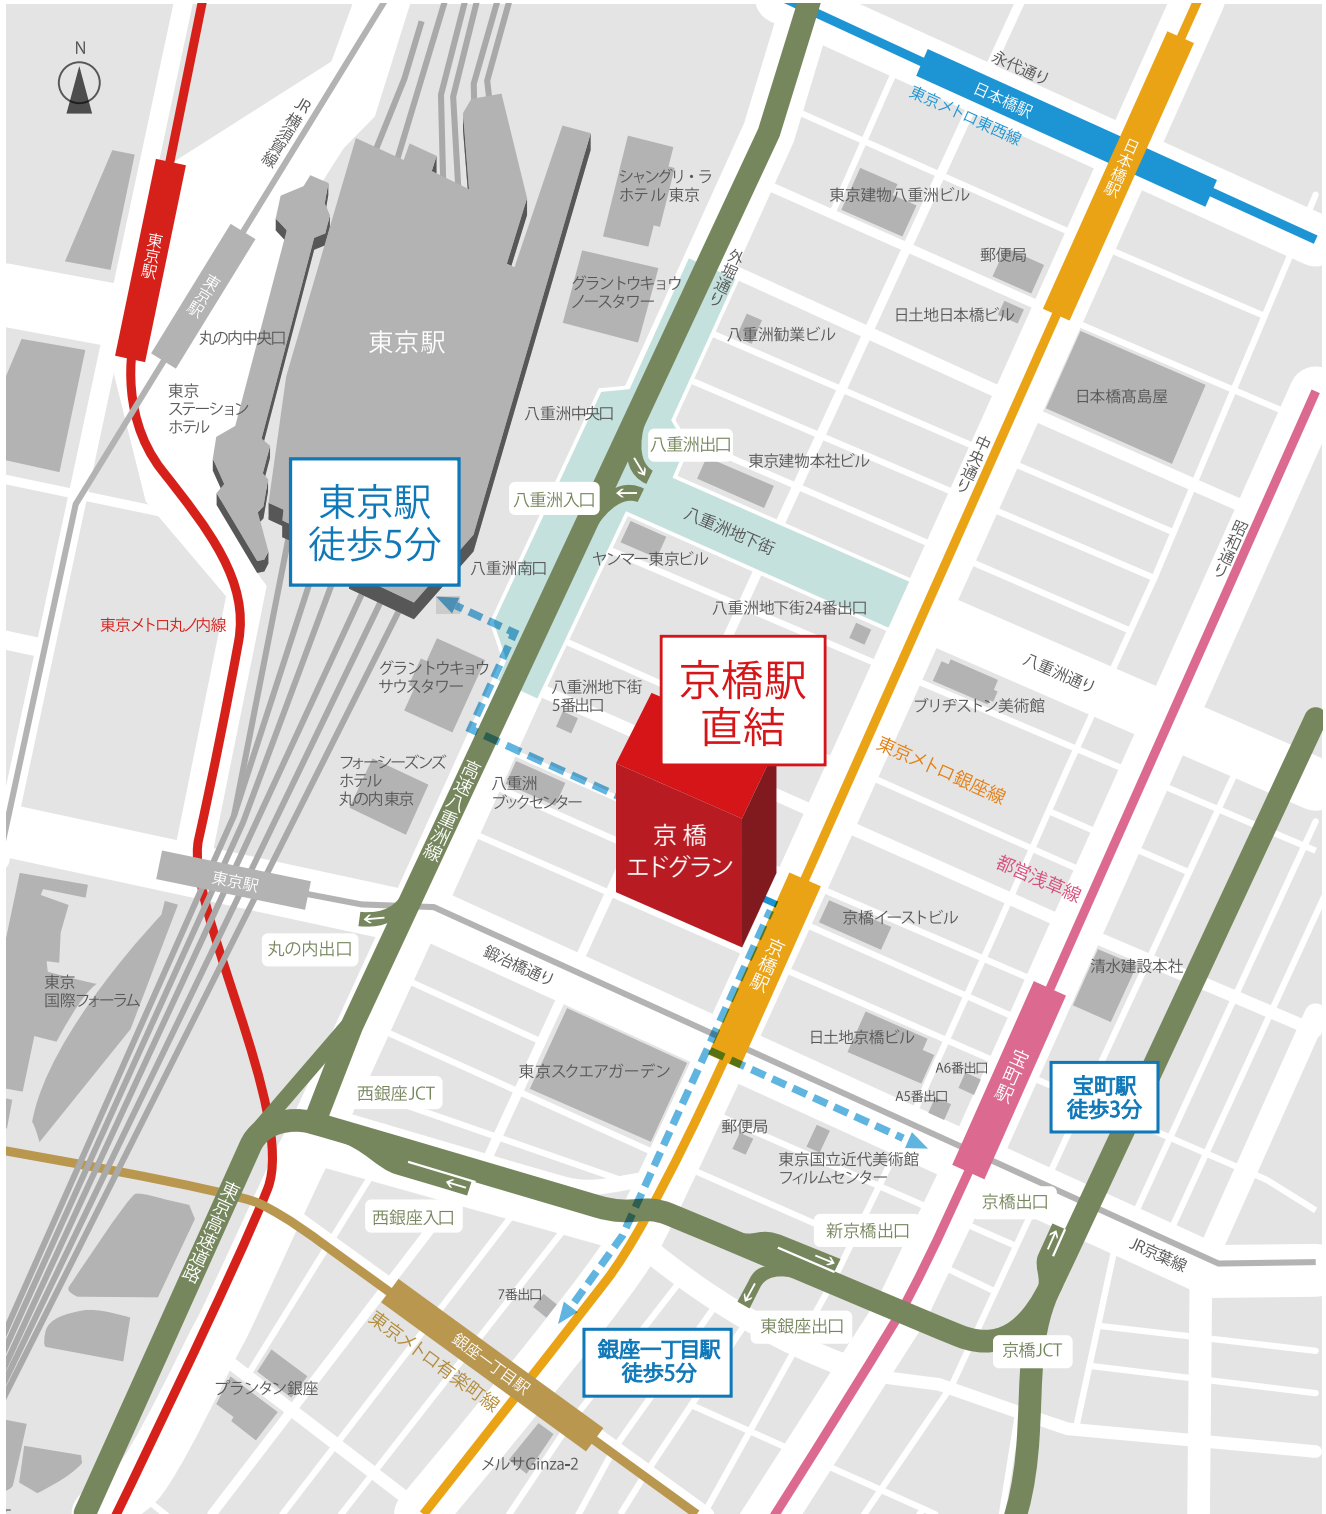 N
永代通り
日本橋駅
東京メトロ東西線
JR横須賀線
日本橋駅
シャングリ・ラ
ホテル東京
東京建物八重洲ビル
東京駅
外堀通り
郵便局
東京駅
グラントウキョウ
ノースタワー
日土地日本橋ビル
丸の内中央口
東京駅
八重洲勧業ビル
東京
ステーション
ホテル
日本橋髙島屋
八重洲中央口
八重洲出口
中央通り
東京建物本社ビル
東京駅
徒歩5分
八重洲入口
八重洲地下街
昭和通り
ヤンマー東京ビル
八重洲南口
八重洲地下街24番出口
東京メトロ丸ノ内線
グラントウキョウ
サウスタワー
京橋駅
直結
八重洲通り
八重洲地下街
5番出口
ブリヂストン美術館
東京メトロ銀座線
フォーシーズンズ
ホテル
丸の内東京
高速八重洲線
八重洲
ブックセンター
京橋
エドグラン
都営浅草線
東京駅
京橋イーストビル
丸の内出口
鍛冶橋通り
京橋駅
清水建設本社
東京
国際フォーラム
日土地京橋ビル
東京スクエアガーデン
A6番出口
宝町駅
宝町駅
徒歩3分
A5番出口
西銀座JCT
郵便局
東京国立近代美術館
フィルムセンター
東京高速道路
西銀座入口
新京橋出口
京橋出口
JR京葉線
7番出口
東銀座出口
京橋JCT
銀座一丁目駅
徒歩5分
銀座一丁目駅
東京メトロ有楽町線
プランタン銀座
メルサGinza-2